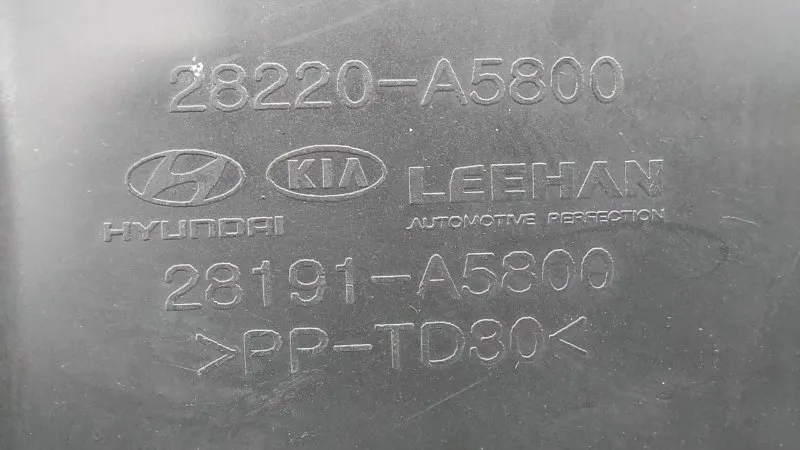 28220-A5800
HYUNDAI KIA LEEHAN
AUTOMOTIVE PERFECTION
28191-A5800
>PP-TD30<